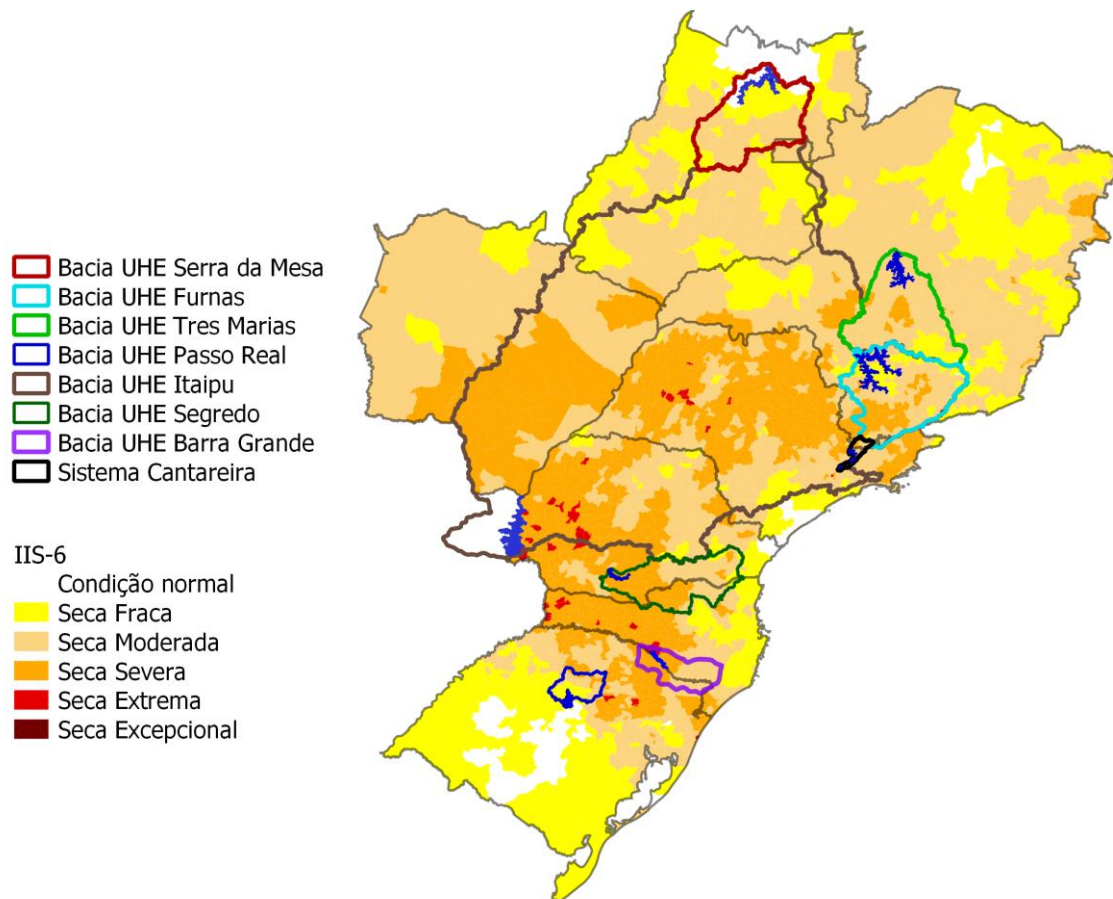 Bacia UHE Serra da Mesa
Bacia UHE Furnas
Bacia UHE Tres Marias
Bacia UHE Passo Real
Bacia UHE Itaipu
Bacia UHE Segredo
Bacia UHE Barra Grande
Sistema Cantareira
IIS-6
Condição normal
Seca Fraca
Seca Moderada
Seca Severa
Seca Extrema
Seca Excepcional